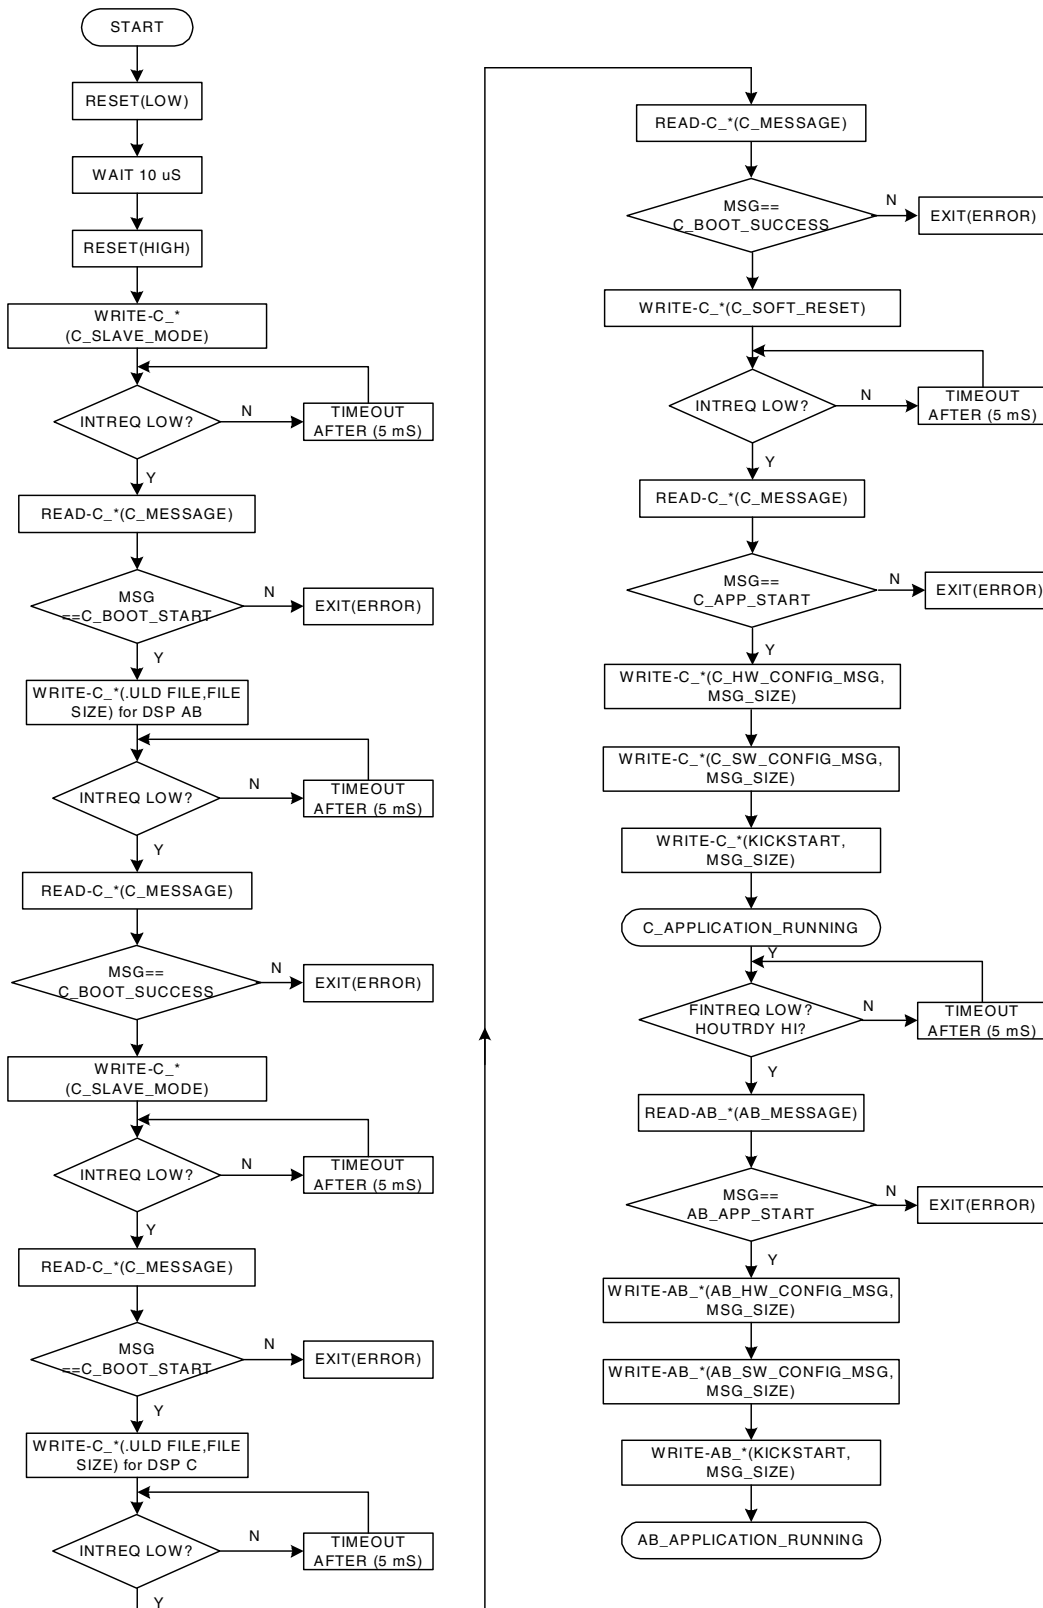 START
RESET(LOW)
WAIT 10 uS
RESET(HIGH)
WRITE-C_*
(C_SLAVE_MODE)
INTREQ LOW?
N
TIMEOUT
AFTER (5 mS)
Y
READ-C_*(C_MESSAGE)
MSG
==C_BOOT_START
N
EXIT(ERROR)
Y
WRITE-C_*(.ULD FILE,FILE
SIZE) for DSP AB
INTREQ LOW?
N
TIMEOUT
AFTER (5 mS)
Y
READ-C_*(C_MESSAGE)
MSG==
C_BOOT_SUCCESS
N
EXIT(ERROR)
WRITE-C_*
(C_SLAVE_MODE)
INTREQ LOW?
N
TIMEOUT
AFTER (5 mS)
Y
READ-C_*(C_MESSAGE)
MSG
==C_BOOT_START
N
EXIT(ERROR)
Y
WRITE-C_*(.ULD FILE,FILE
SIZE) for DSP C
INTREQ LOW?
N
TIMEOUT
AFTER (5 mS)
Y
READ-C_*(C_MESSAGE)
MSG==
C_BOOT_SUCCESS
N
EXIT(ERROR)
WRITE-C_*(C_SOFT_RESET)
INTREQ LOW?
N
TIMEOUT
AFTER (5 mS)
Y
READ-C_*(C_MESSAGE)
MSG==
C_APP_START
N
EXIT(ERROR)
Y
WRITE-C_*(C_HW_CONFIG_MSG,
MSG_SIZE)
WRITE-C_*(C_SW_CONFIG_MSG,
MSG_SIZE)
WRITE-C_*(KICKSTART,
MSG_SIZE)
C_APPLICATION_RUNNING
Y
FINTREQ LOW?
HOUTRDY HI?
N
TIMEOUT
AFTER (5 mS)
Y
READ-AB_*(AB_MESSAGE)
MSG==
AB_APP_START
N
EXIT(ERROR)
Y
WRITE-AB_*(AB_HW_CONFIG_MSG,
MSG_SIZE)
WRITE-AB_*(AB_SW_CONFIG_MSG,
MSG_SIZE)
WRITE-AB_*(KICKSTART,
MSG_SIZE)
AB_APPLICATION_RUNNING